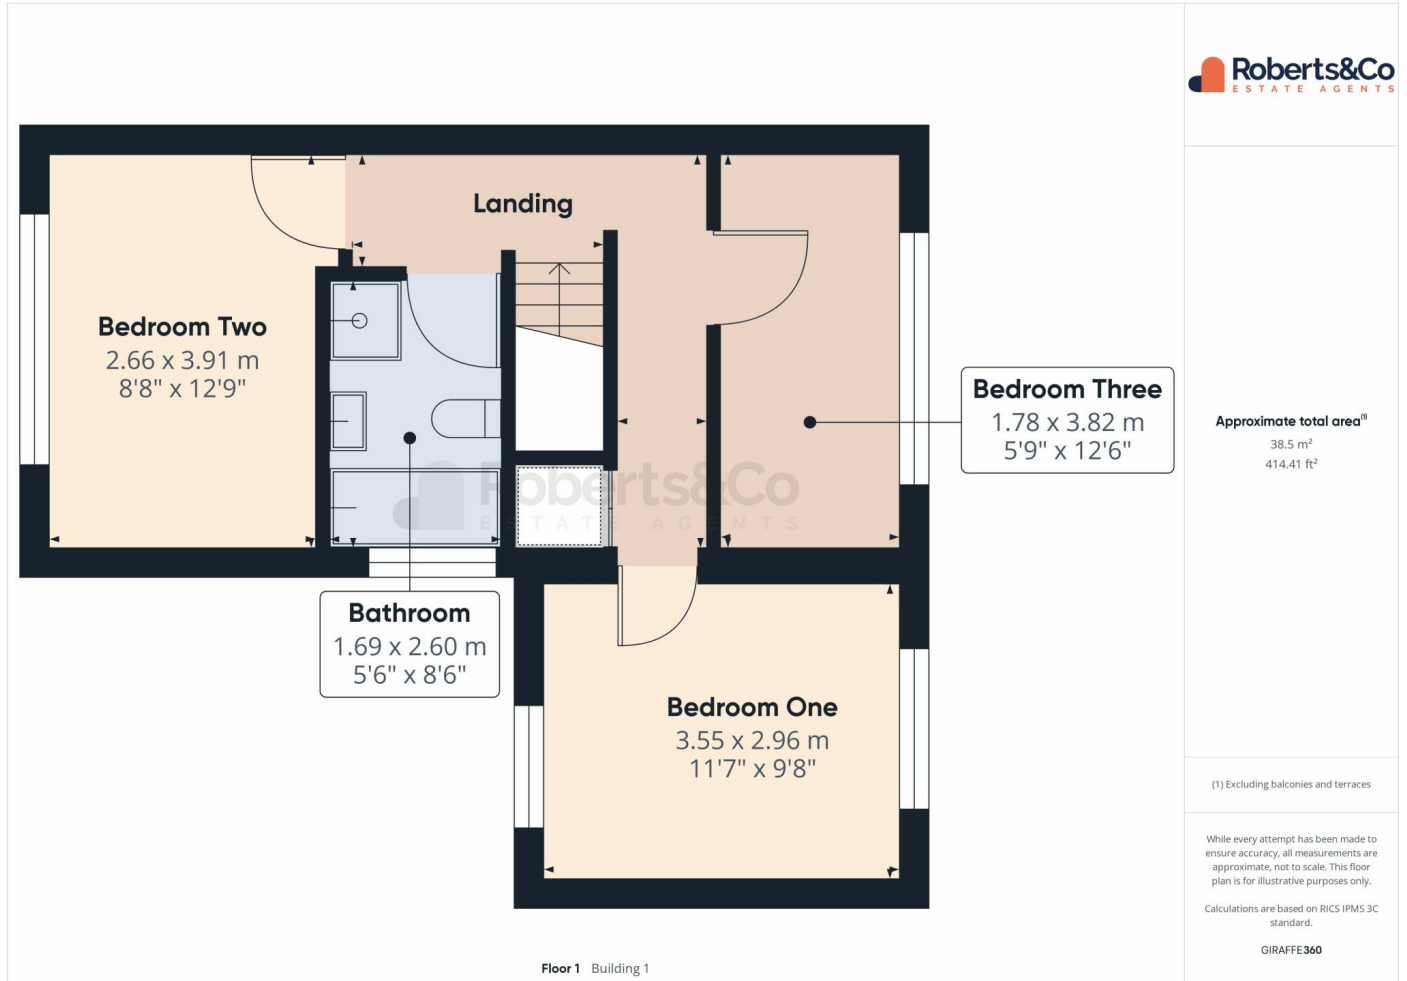 Roberts&Co
ESTATE AGENTS
Landing
Bedroom Two
2.66 x 3.91 m
8'8" x 12'9"
Bedroom Three
1.78 x 3.82 m
5'9" x 12'6"
Roberts&Co
ESTATE AGENTS
Bathroom
1.69 x 2.60 m
5'6" x 8'6"
Bedroom One
3.55 x 2.96 m
11'7" x 9'8"
Floor 1 Building 1
Approximate total area(1)
38.5 m²
414.41 ft²
(1) Excluding balconies and terraces
While every attempt has been made to
ensure accuracy, all measurements are
approximate, not to scale. This floor
plan is for illustrative purposes only.
Calculations are based on RICS IPMS 3C
standard.
GIRAFFE360